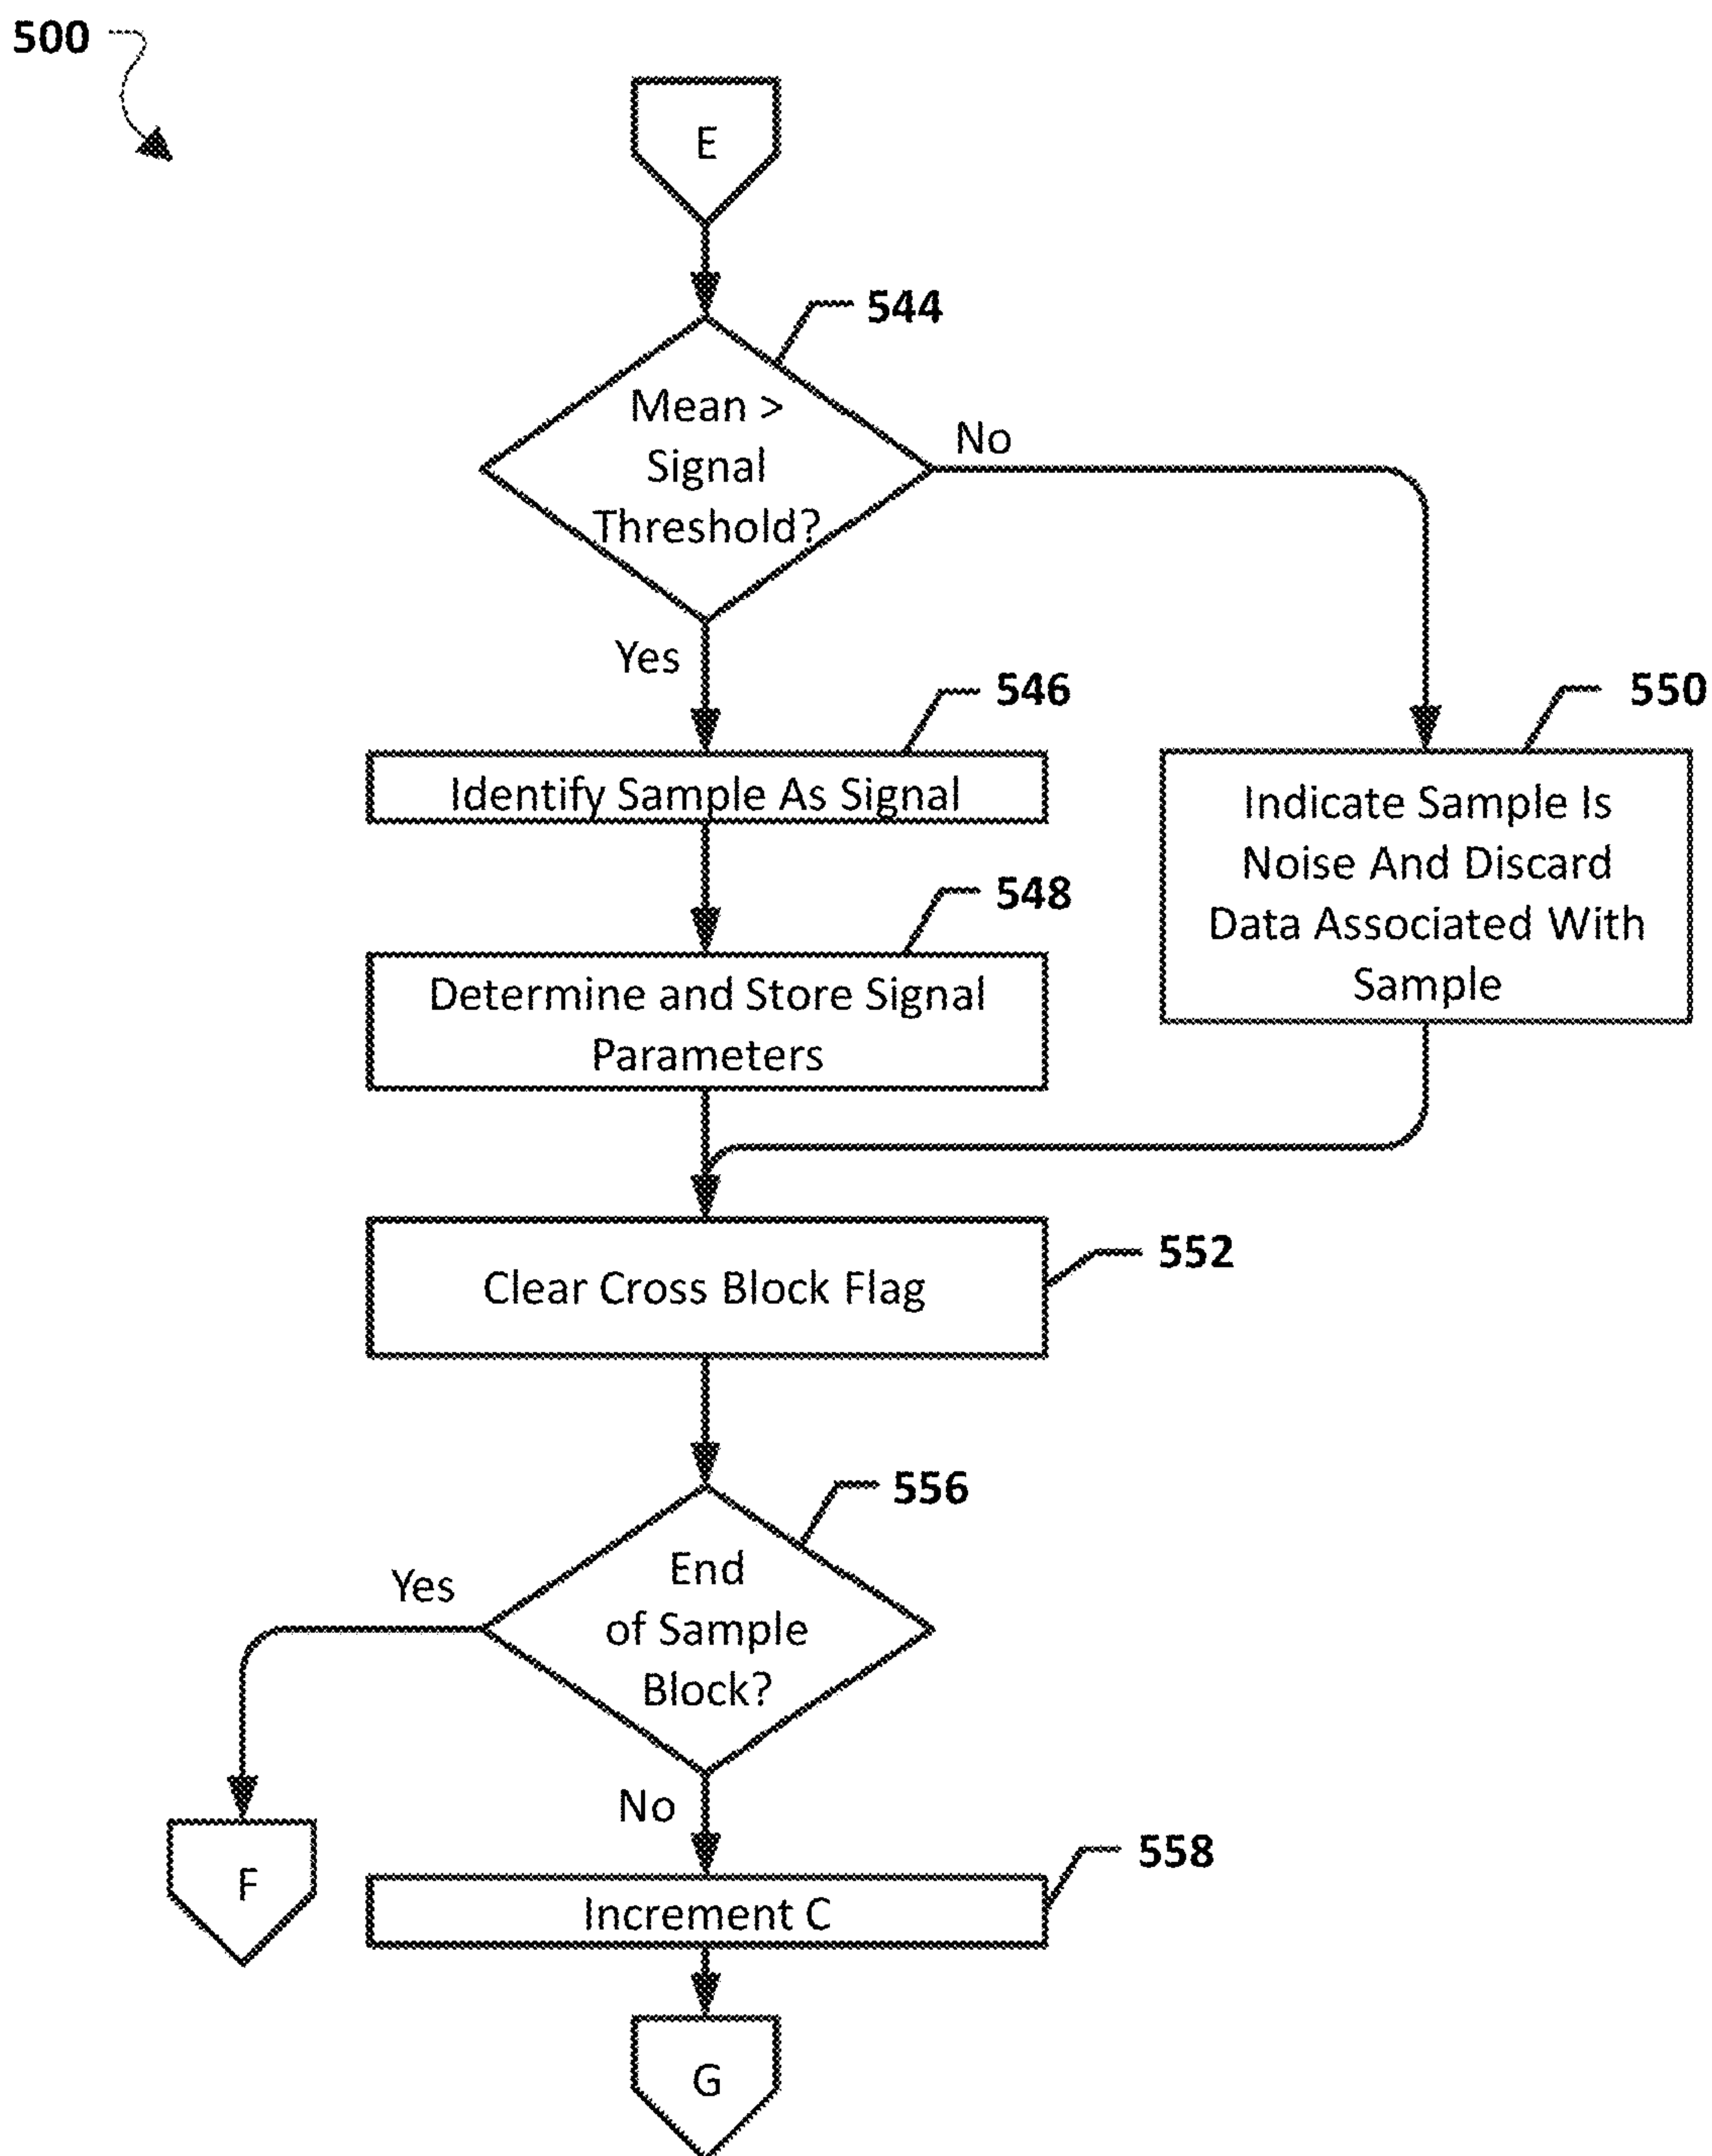 500
E
544
Mean >
Signal
Threshold?
No
Yes
546
550
Identify Sample As Signal
Indicate Sample Is
Noise And Discard
Data Associated With
Sample
548
Determine and Store Signal
Parameters
552
Clear Cross Block Flag
556
End
of Sample
Block?
Yes
No
F
558
Increment C
G